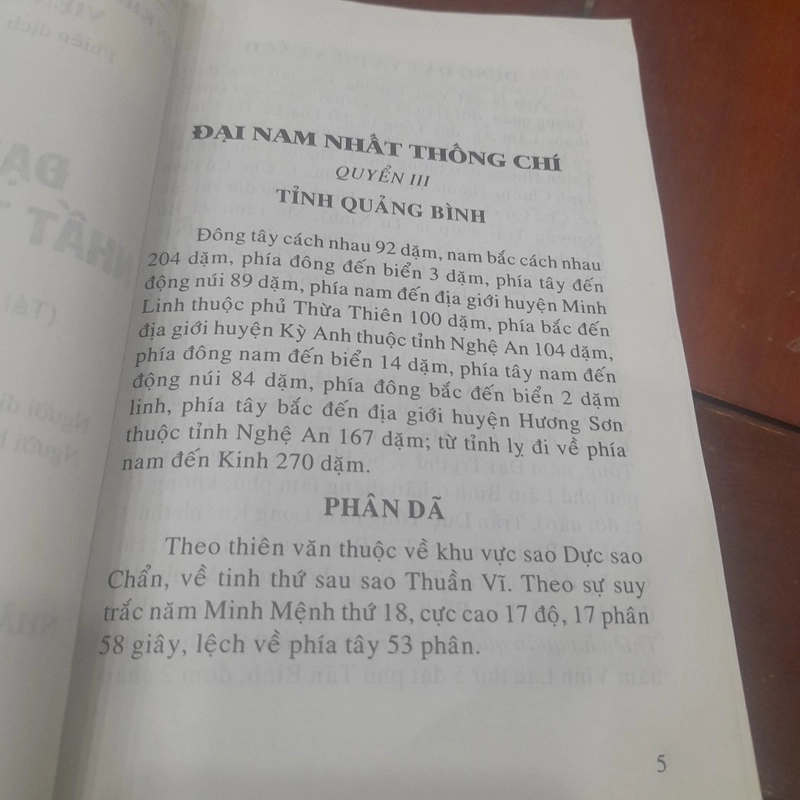 ĐẠI NAM NHẤT THỐNG CHÍ
QUYỂN III
TỈNH QUẢNG BÌNH
Đông tây cách nhau 92 dặm, nam bắc cách nhau
204 dặm, phía đông đến biển 3 dặm, phía tây đến
động núi 89 dặm, phía nam đến địa giới huyện Minh
Linh thuộc phủ Thừa Thiên 100 dặm, phía bắc đến
địa giới huyện Kỳ Anh thuộc tỉnh Nghệ An 104 dặm,
phía đông nam đến biển 14 dặm, phía tây nam đến
động núi 84 dặm, phía đông bắc đến biển 2 dặm
linh, phía tây bắc đến địa giới huyện Hương Sơn
thuộc tỉnh Nghệ An 167 dặm; từ tỉnh lỵ đi về phía
nam đến Kinh 270 dặm.
PHÂN DÃ
Theo thiên văn thuộc về khu vực sao Dực sao
Chẩn, về tinh thứ sau sao Thuần Vĩ. Theo sự suy
trắc năm Minh Mệnh thứ 18, cực cao 17 độ, 17 phân
58 giây, lệch về phía tây 53 phân.
5